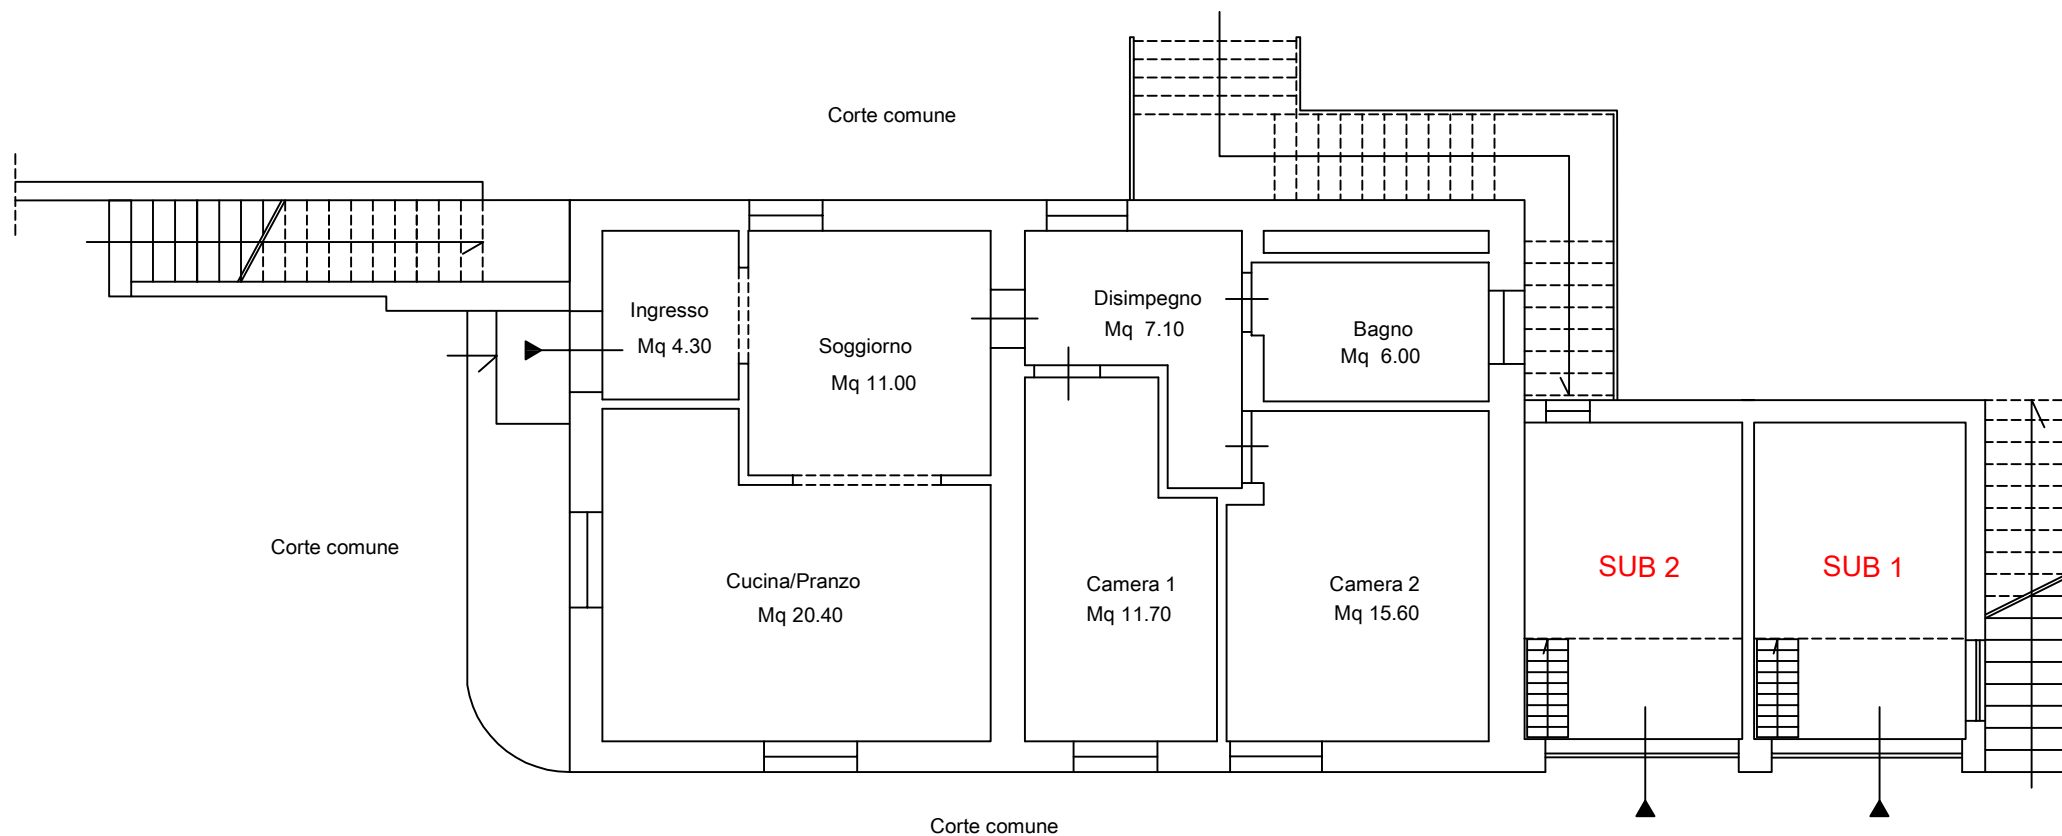 Corte comune
Ingresso
Mq 4.30
Soggiorno
Mq 11.00
Disimpegno
Mq 7.10
Bagno
Mq 6.00
Corte comune
Cucina/Pranzo
Mq 20.40
Camera 1
Mq 11.70
Camera 2
Mq 15.60
SUB 2
SUB 1
Corte comune